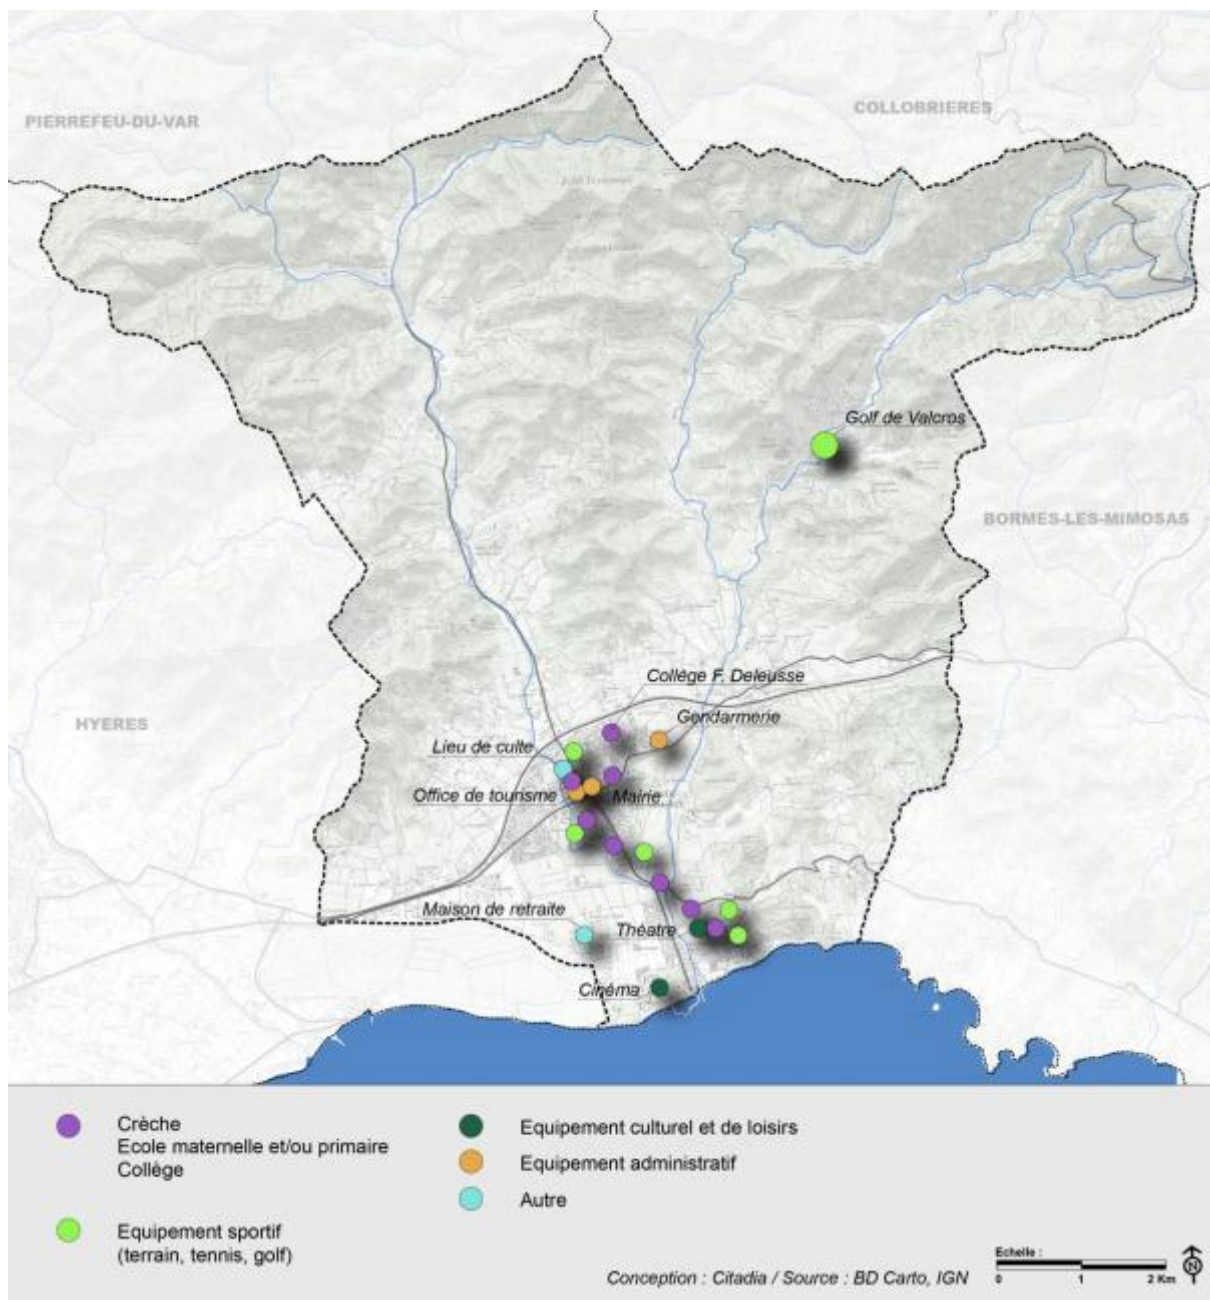 PIERREFEU-DU-VAR
COLLOBRIERES
Golf de Valcros
BORMES-LES-MIMOSAS
Collège F. Deleusse
Gendarmerie
HYERES
Lieu de culte
Office de tourisme
Mairie
Maison de retraite
Théatre
Cinéma
Crèche
Ecole maternelle et/ou primaire
Collège
Equipement sportif
(terrain, tennis, golf)
Equipement culturel et de loisirs
Equipement administratif
Autre
Conception : Citadia / Source : BD Carto, IGN
Echelle :
0 1 2 Km
N